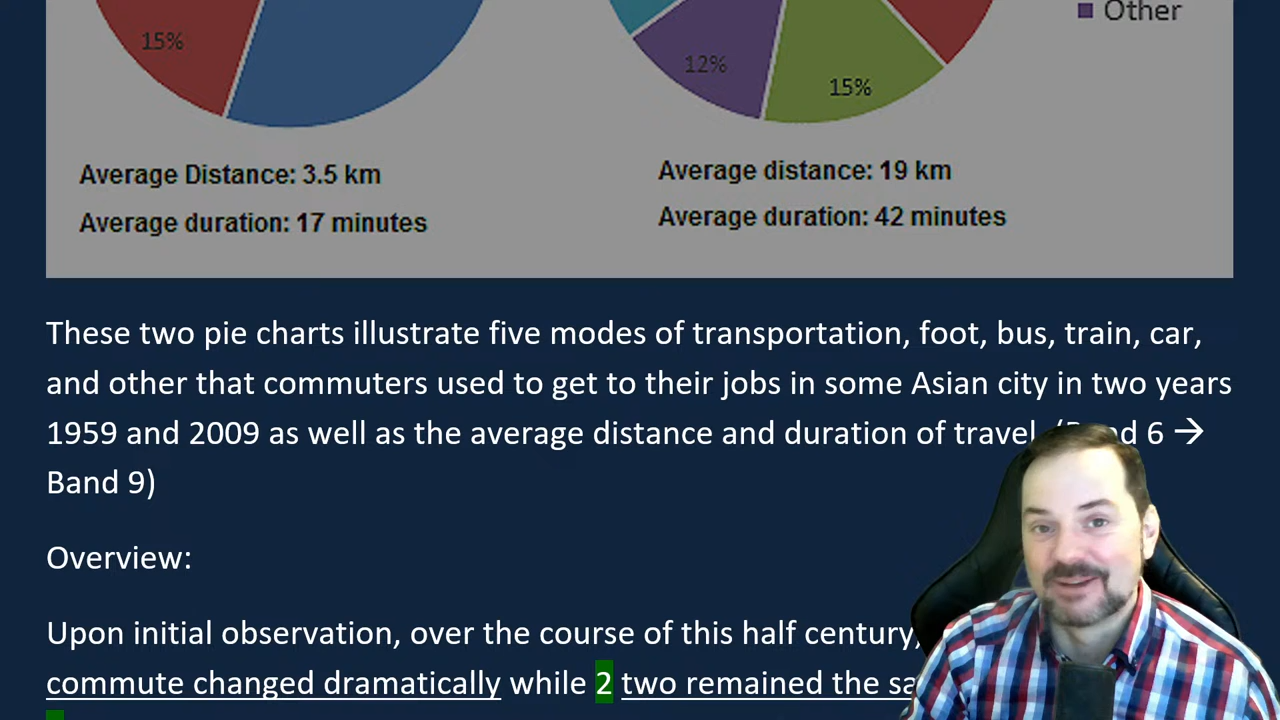 Other
15%
12%
15%
Average Distance: 3.5 km
Average distance: 19 km
Average duration: 17 minutes
Average duration: 42 minutes
These two pie charts illustrate five modes of transportation, foot, bus, train, car,
and other that commuters used to get to their jobs in some Asian city in two years
1959 and 2009 as well as the average distance and duration of travel. 6 →
Band 9)
Overview:
Upon initial observation, over the course of this half century,
commute changed dramatically while 2 two remained the